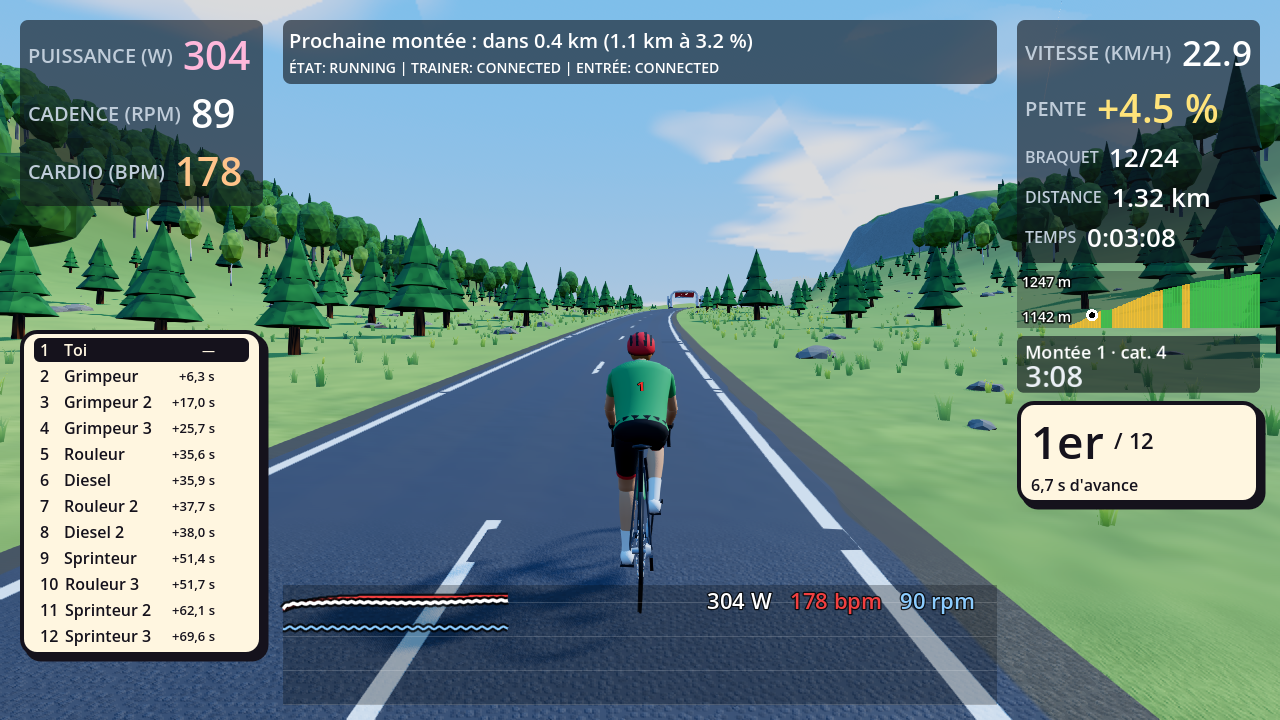 PUISSANCE (W) 304
CADENCE (RPM) 89
CARDIO (BPM) 178
Prochaine montée : dans 0.4 km (1.1 km à 3.2 %)
ÉTAT: RUNNING | TRAINER: CONNECTED | ENTRÉE: CONNECTED
VITESSE (KM/H) 22.9
PENTE +4.5 %
BRAQUET 12/24
DISTANCE 1.32 km
TEMPS 0:03:08
1247 m
1142 m
Montée 1 · cat. 4
3:08
1er / 12
6,7 s d'avance
1 Toi —
2 Grimpeur +6,3 s
3 Grimpeur 2 +17,0 s
4 Grimpeur 3 +25,7 s
5 Rouleur +35,6 s
6 Diesel +35,9 s
7 Rouleur 2 +37,7 s
8 Diesel 2 +38,0 s
9 Sprinteur +51,4 s
10 Rouleur 3 +51,7 s
11 Sprinteur 2 +62,1 s
12 Sprinteur 3 +69,6 s
1
304 W 178 bpm 90 rpm